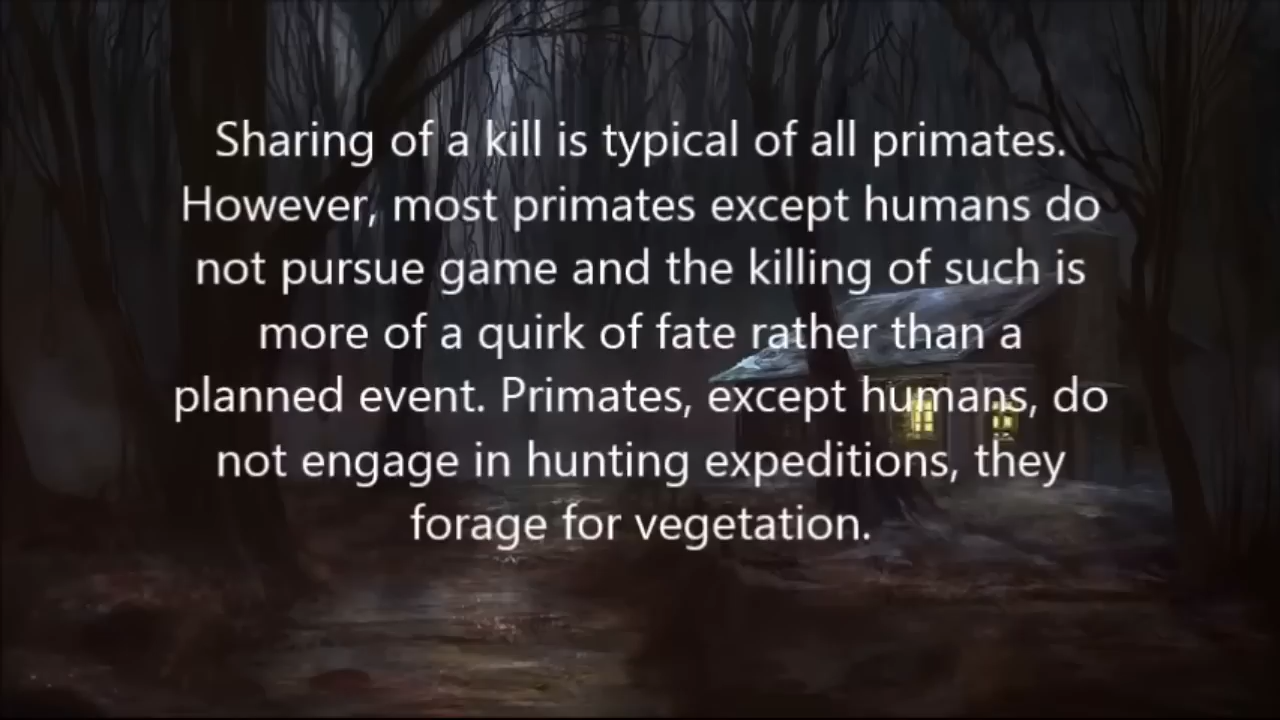 Sharing of a kill is typical of all primates.
However, most primates except humans do
not pursue game and the killing of such is
more of a quirk of fate rather than a
planned event. Primates, except humans, do
not engage in hunting expeditions, they
forage for vegetation.